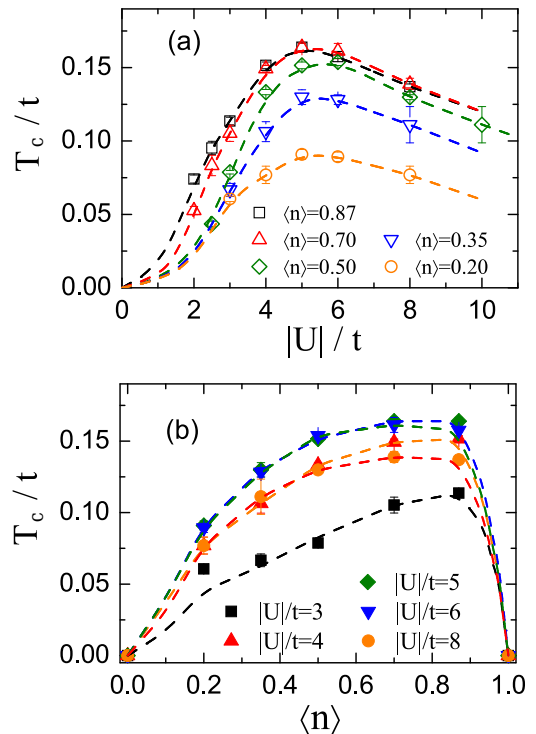 (a)
T_c / t
0.15
0.10
0.05
0.00
⟨n⟩=0.87
⟨n⟩=0.70 ⟨n⟩=0.35
⟨n⟩=0.50 ⟨n⟩=0.20
0 2 4 6 8 10
|U| / t
(b)
T_c / t
0.15
0.10
0.05
0.00
|U|/t=5
|U|/t=3 |U|/t=6
|U|/t=4 |U|/t=8
0.0 0.2 0.4 0.6 0.8 1.0
⟨n⟩